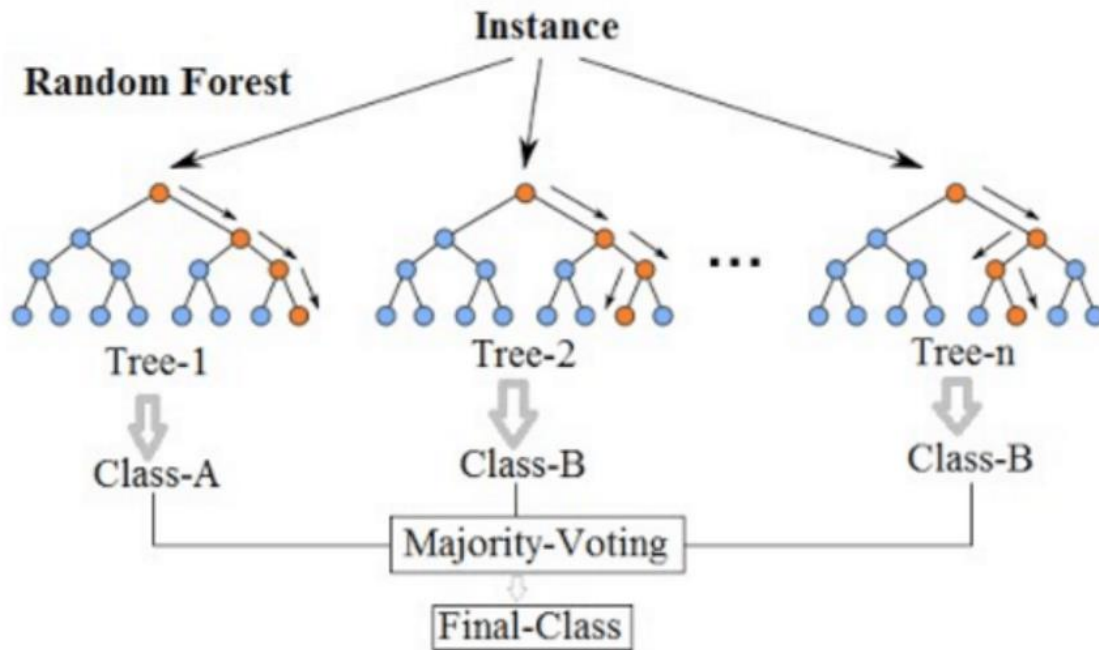 Instance
Random Forest
...
Tree-1
Tree-2
Tree-n
Class-A
Class-B
Class-B
Majority-Voting
Final-Class